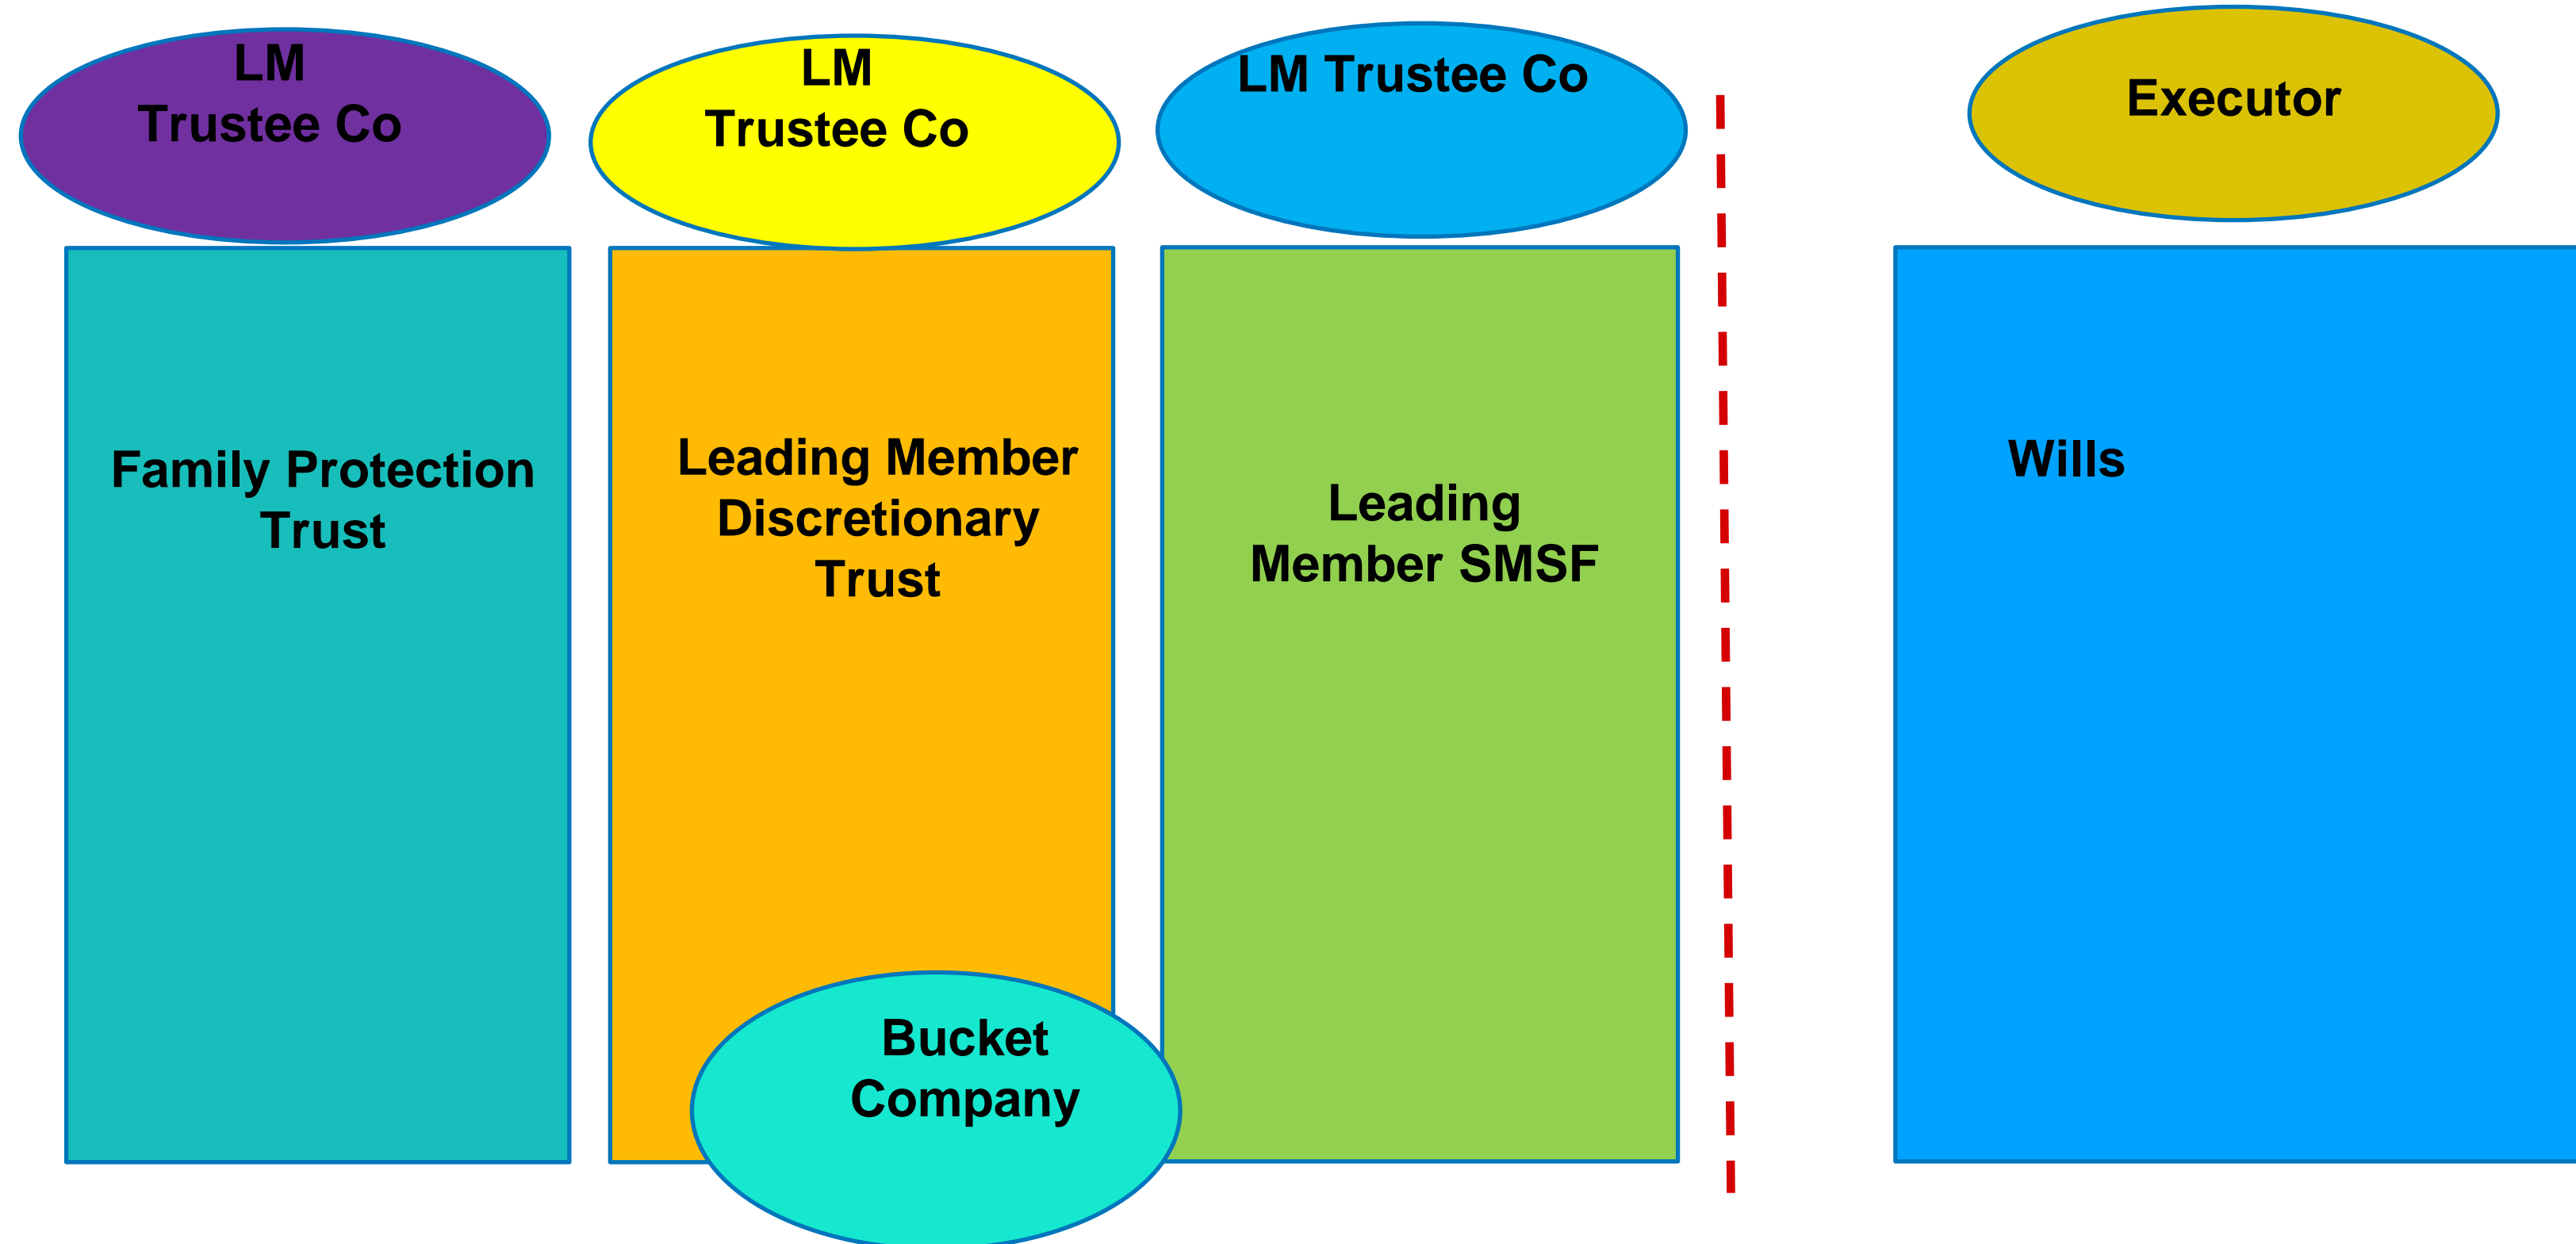 LM
Trustee Co
LM
Trustee Co
LM Trustee Co
Executor
Family Protection
Trust
Leading Member
Discretionary
Trust
Leading
Member SMSF
Wills
Bucket
Company